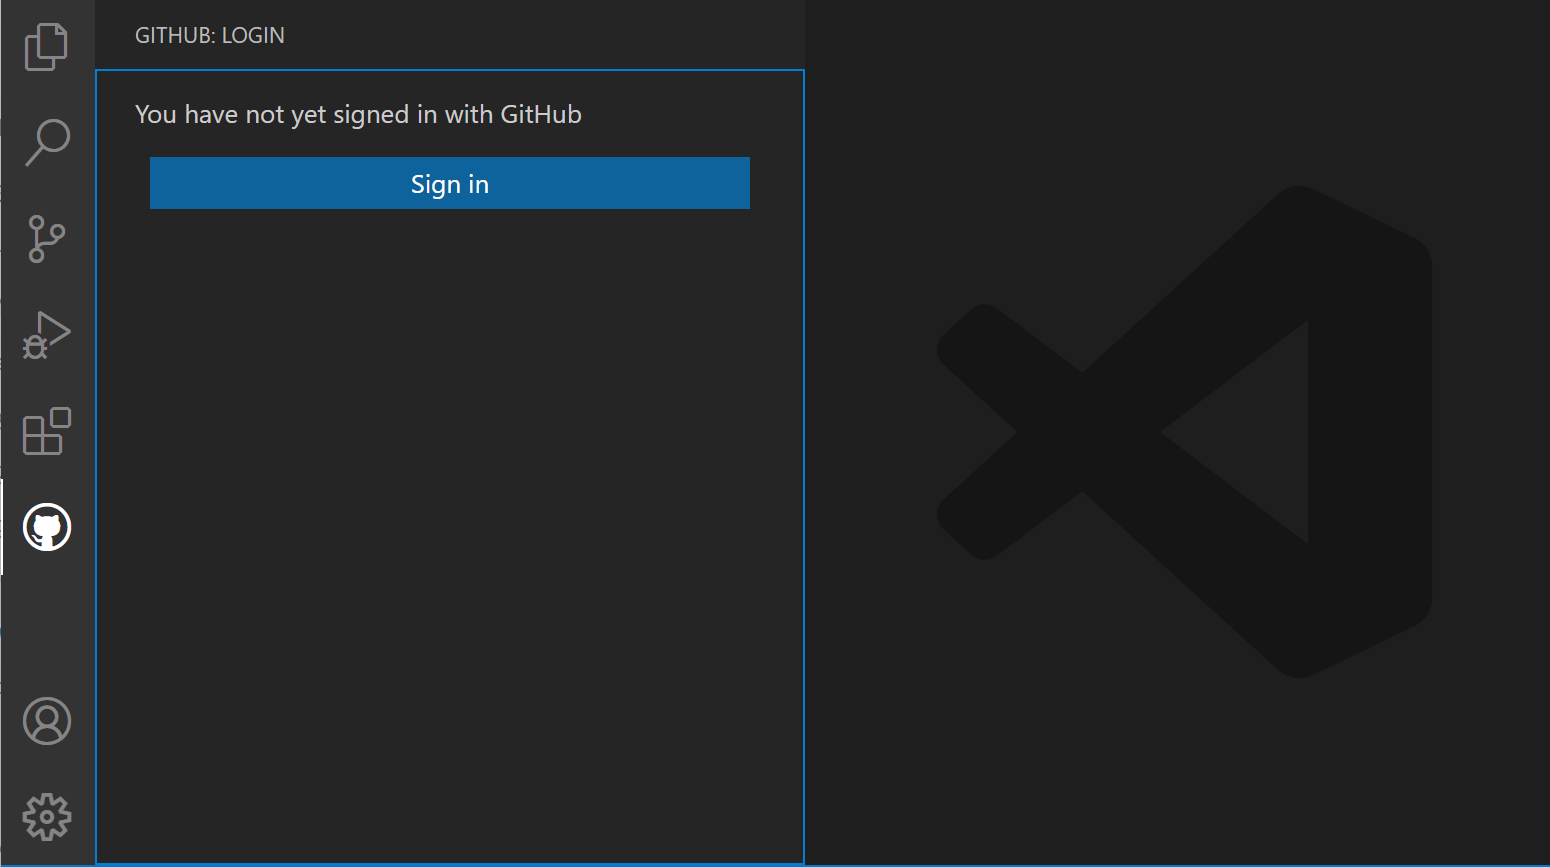 GITHUB: LOGIN
You have not yet signed in with GitHub
Sign in